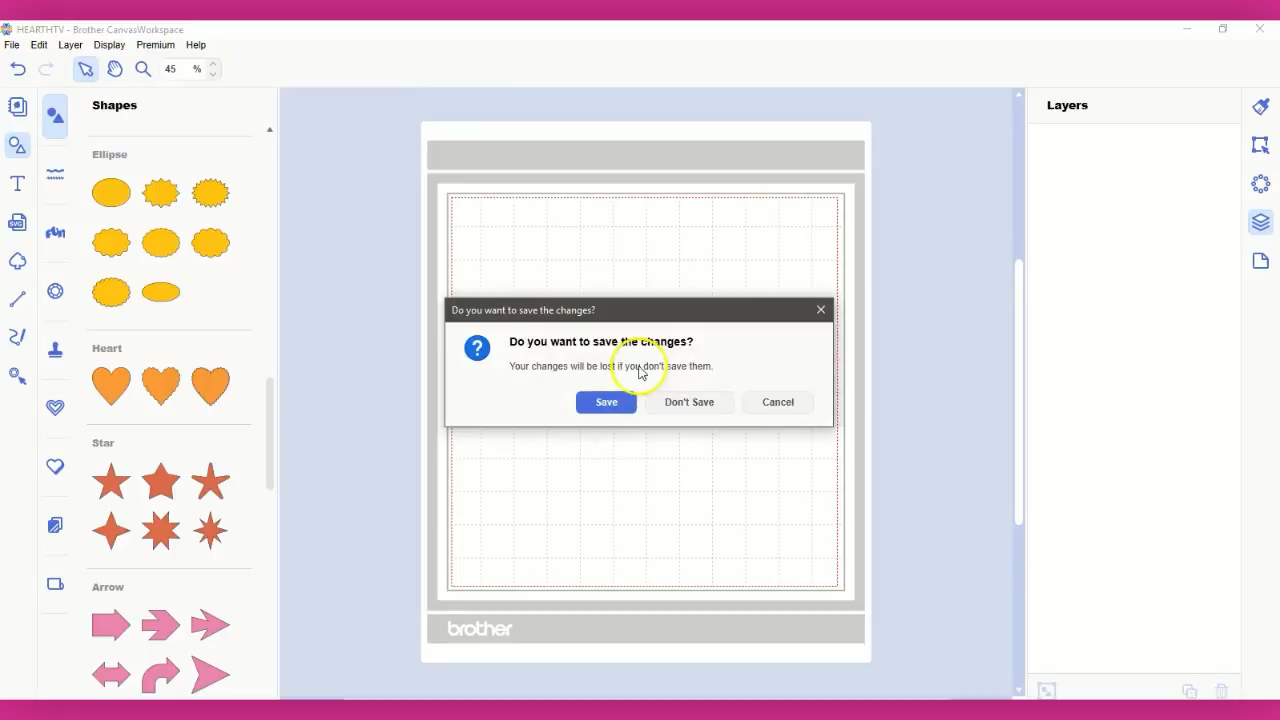 HEARTHTV - Brother CanvasWorkspace
File Edit Layer Display Premium Help
45 %
Shapes
Layers
Ellipse
SVG
Do you want to save the changes?
Do you want to save the changes?
Your changes will be lost if you don't save them.
Heart
Save Don't Save Cancel
Star
Arrow
brother